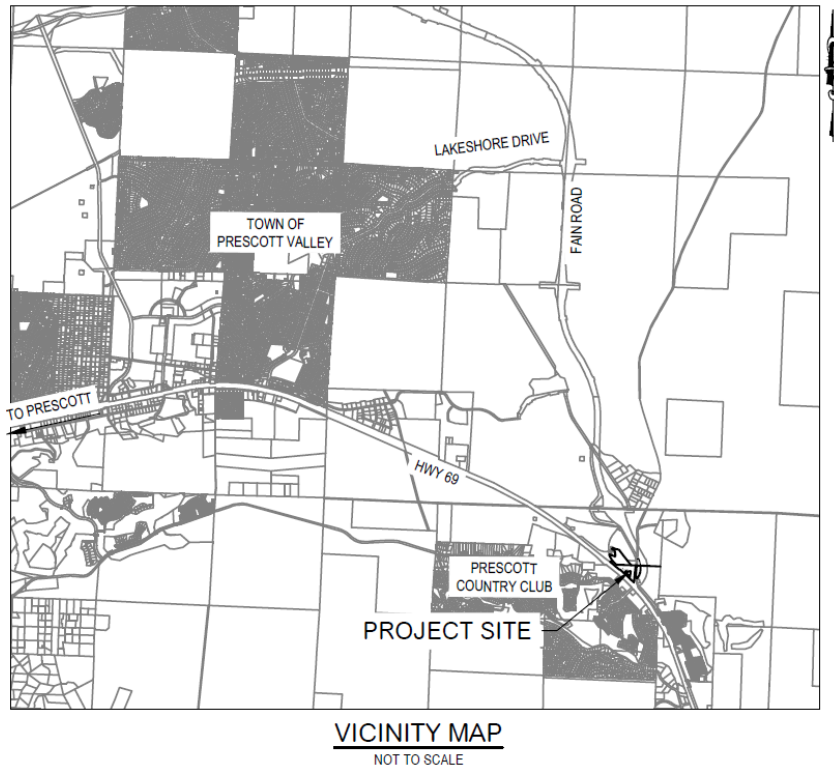 LAKESHORE DRIVE
TOWN OF
PRESCOTT VALLEY
FAIN ROAD
TO PRESCOTT
HWY 69
PRESCOTT
COUNTRY CLUB
PROJECT SITE
VICINITY MAP
NOT TO SCALE